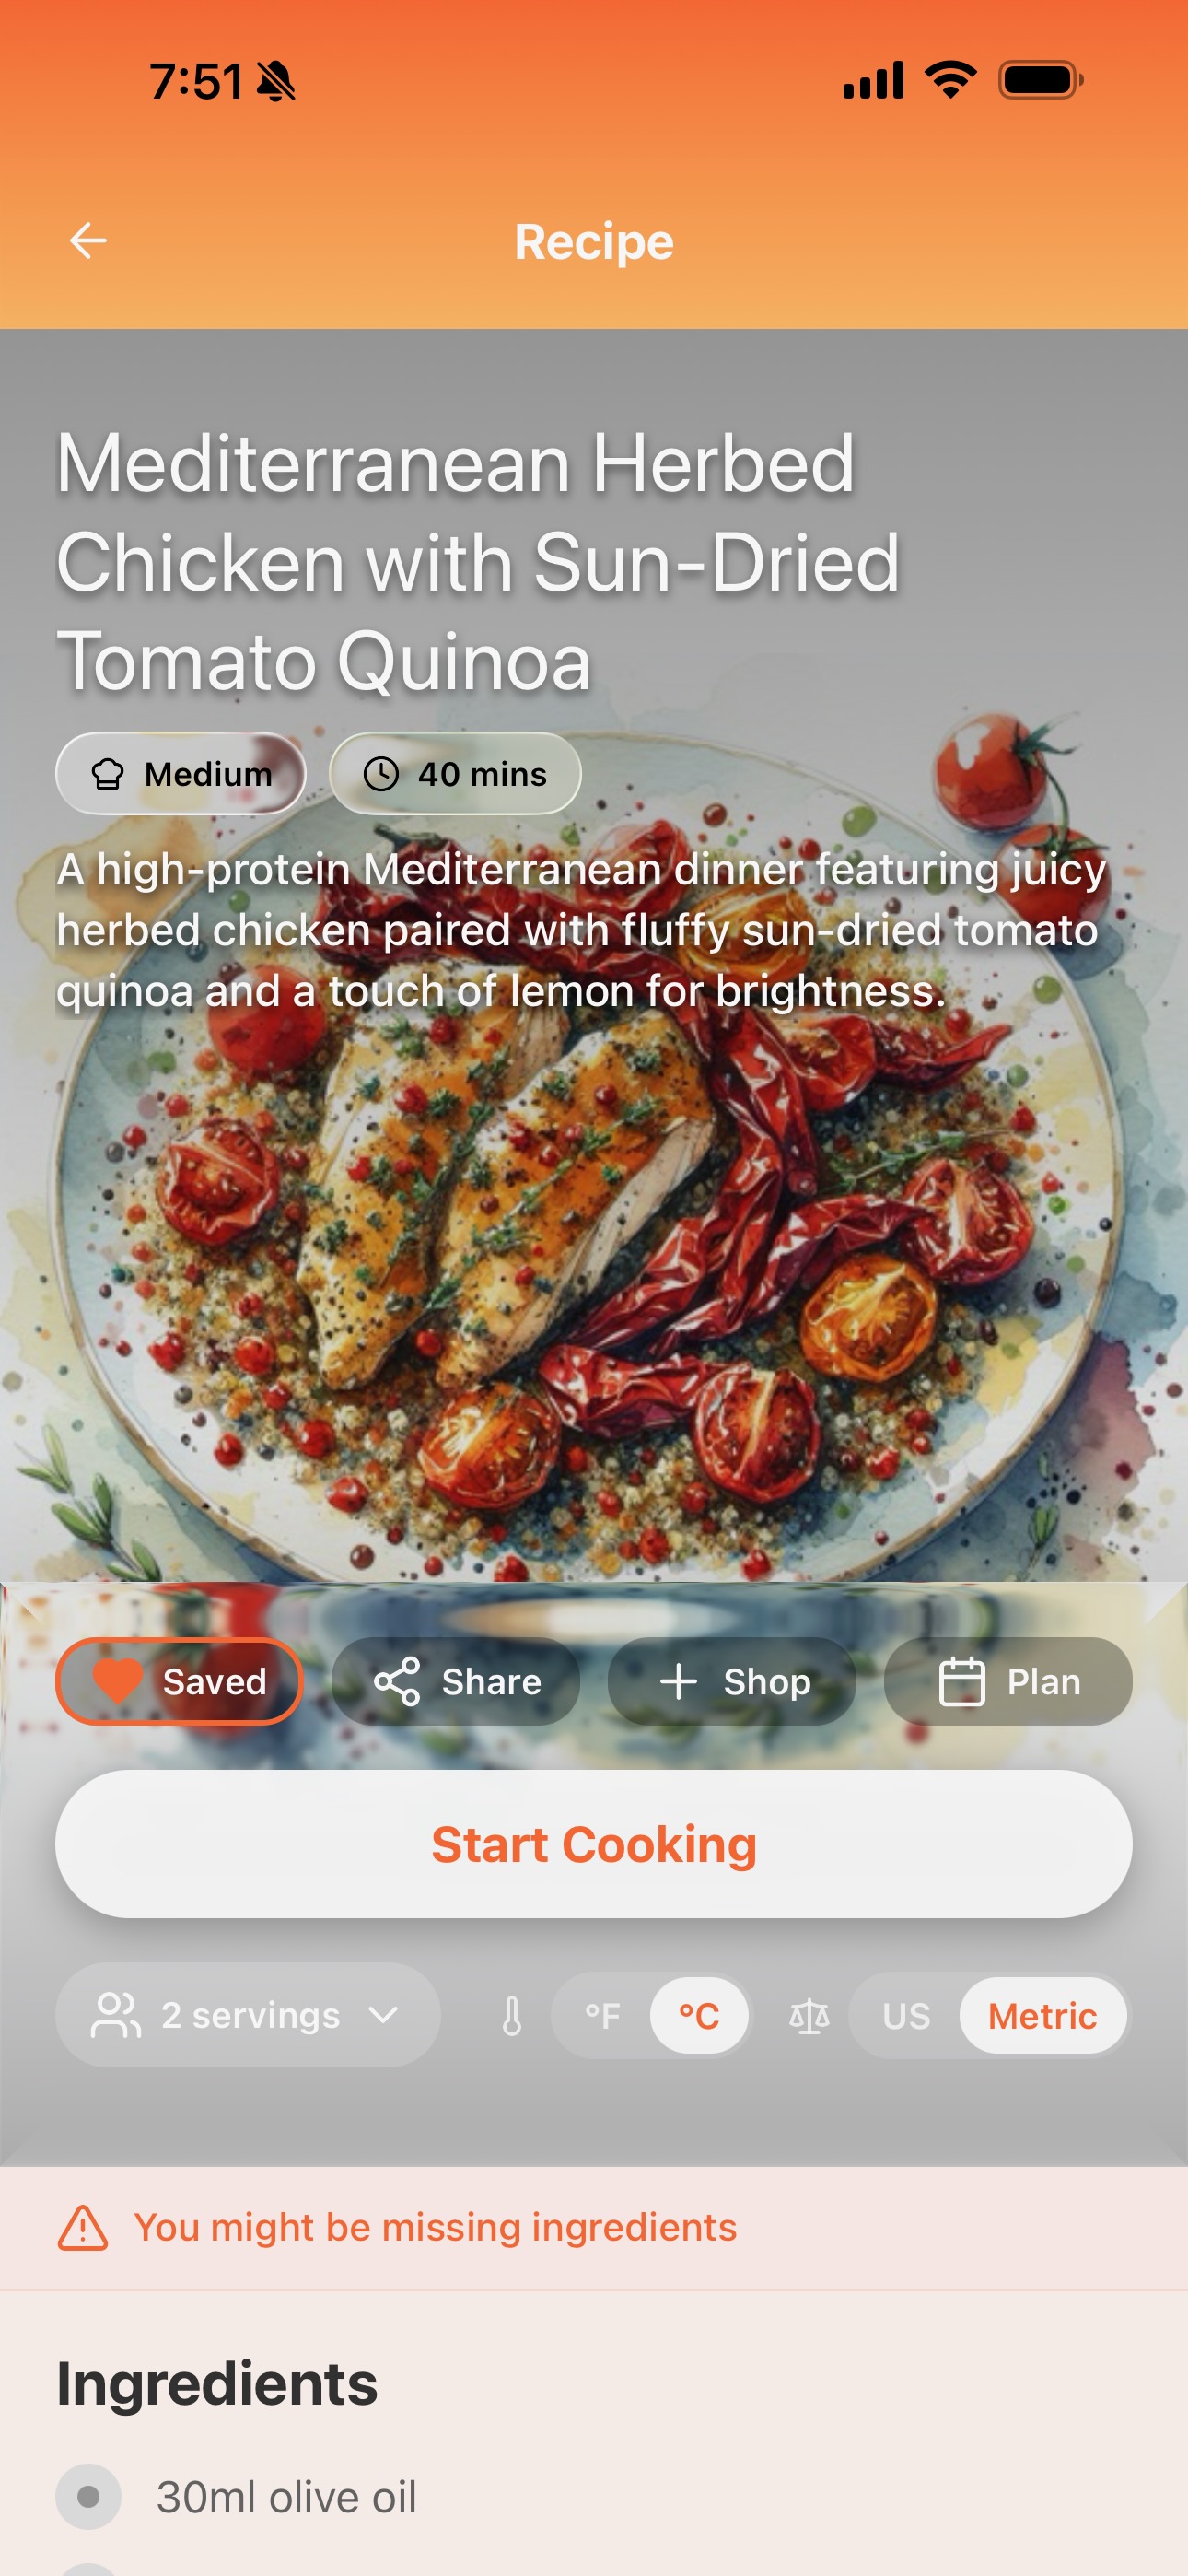 7:51
Recipe
Mediterranean Herbed
Chicken with Sun-Dried
Tomato Quinoa
Medium 40 mins
A high-protein Mediterranean dinner featuring juicy
herbed chicken paired with fluffy sun-dried tomato
quinoa and a touch of lemon for brightness.
Saved Share Shop Plan
Start Cooking
2 servings °F °C US Metric
You might be missing ingredients
Ingredients
30ml olive oil